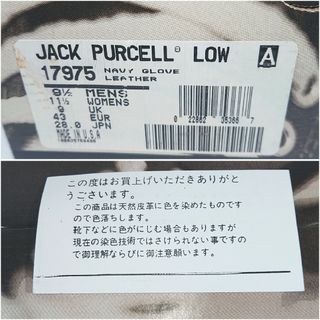 JACK PURCELL® LOW A
17975 NAVY GLOVE
LEATHER
9½ MENS
11½ WOMENS
9 UK
43 EUR
28.0 JPN
MADE IN U.S.A
0 22862 35366 7
この度はお買上げいただきありがと
うございます。
この商品は天然皮革に色を染めたものです
ので色落ちします。
靴下などに色がにじむ場合もありますが
現在の染色技術ではさけられない事ですの
で御理解ならびに御注意願います。